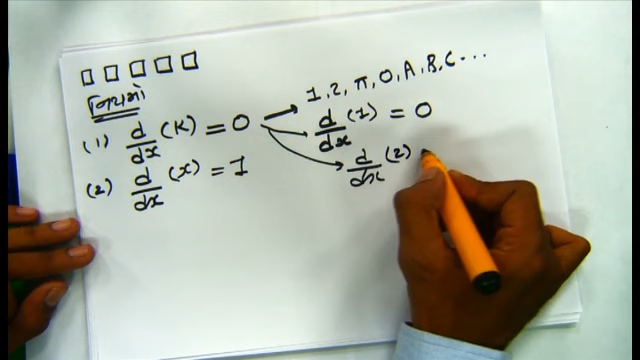 નિયમો
1, 2, π, 0, A, B, C...
(1) d/dx (K) = 0
d/dx (1) = 0
(2) d/dx (x) = 1
d/dx (2)